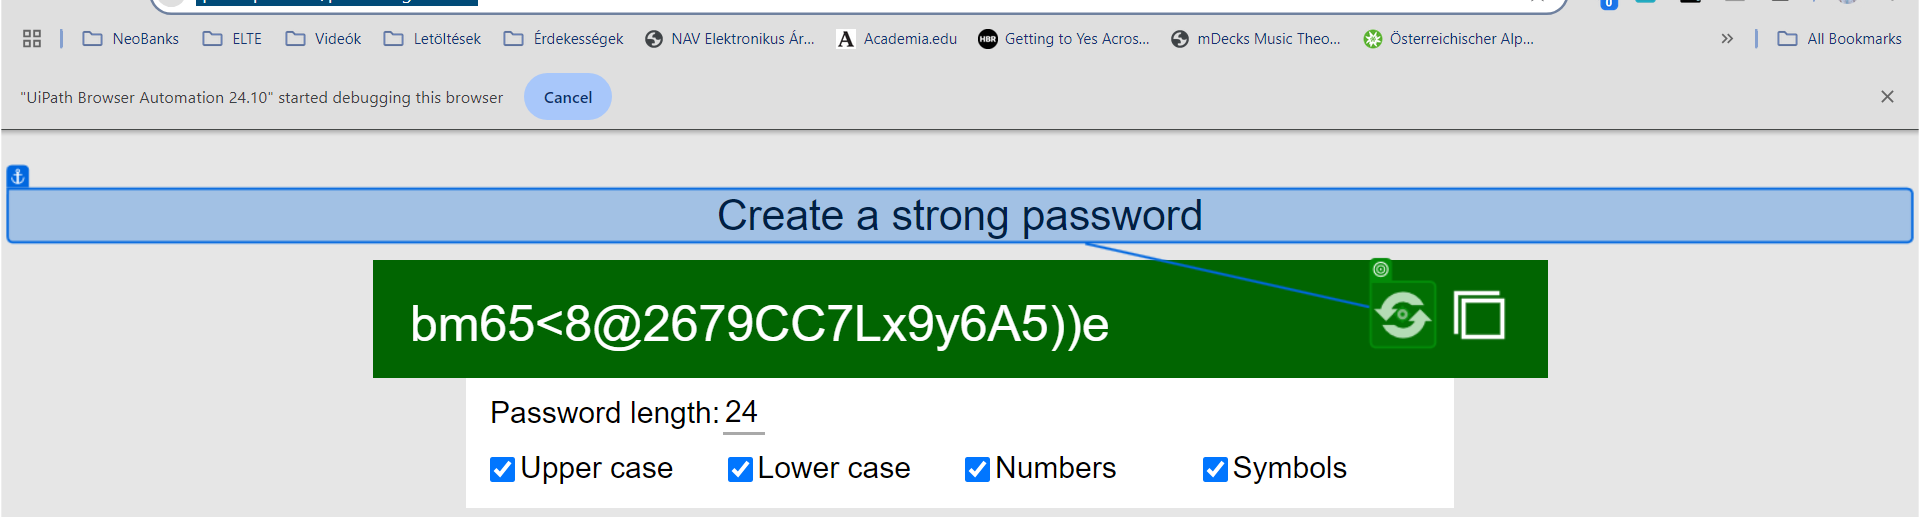 NeoBanks ELTE Videók Letöltések Érdekességek NAV Elektronikus Ár... A Academia.edu HBR Getting to Yes Acros... mDecks Music Theo... Österreichischer Alp... » All Bookmarks
"UiPath Browser Automation 24.10" started debugging this browser Cancel
Create a strong password
bm65<8@2679CC7Lx9y6A5))e
Password length: 24
Upper case Lower case Numbers Symbols